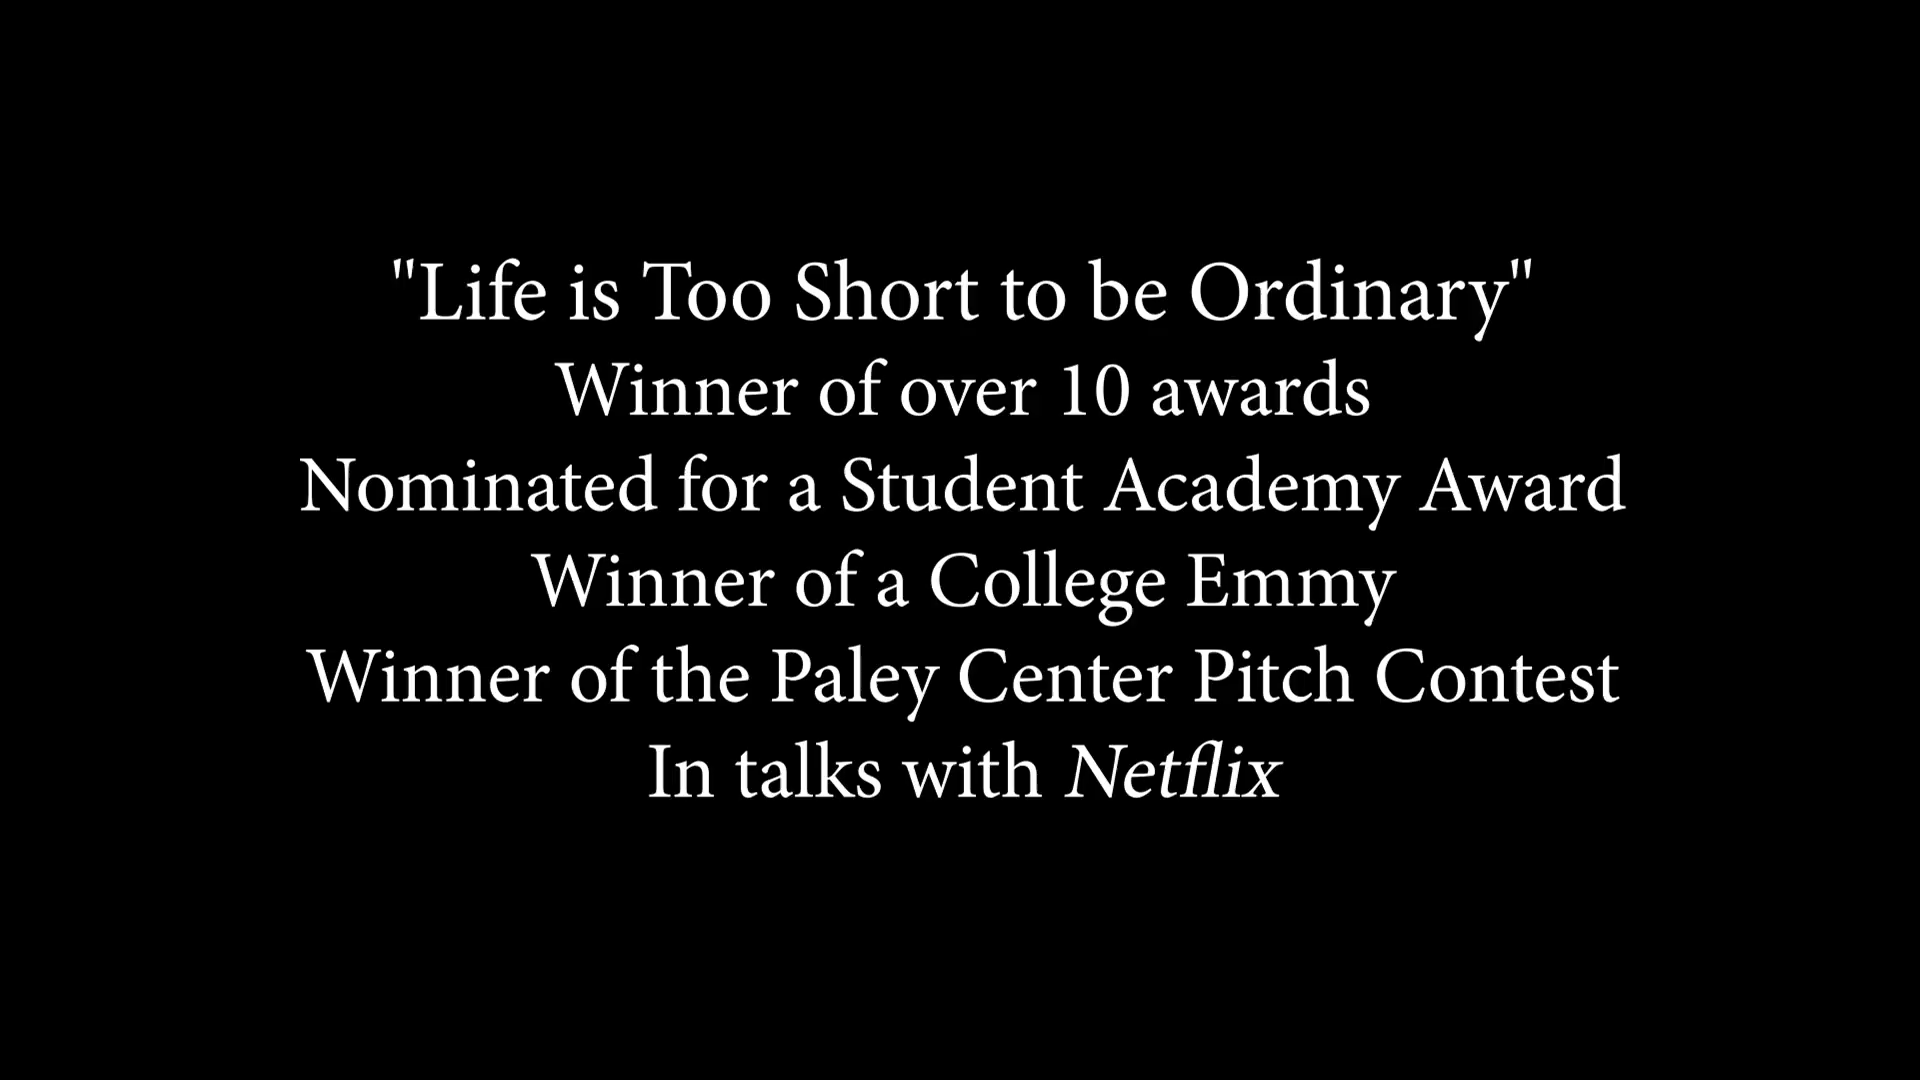 "Life is Too Short to be Ordinary"
Winner of over 10 awards
Nominated for a Student Academy Award
Winner of a College Emmy
Winner of the Paley Center Pitch Contest
In talks with Netflix